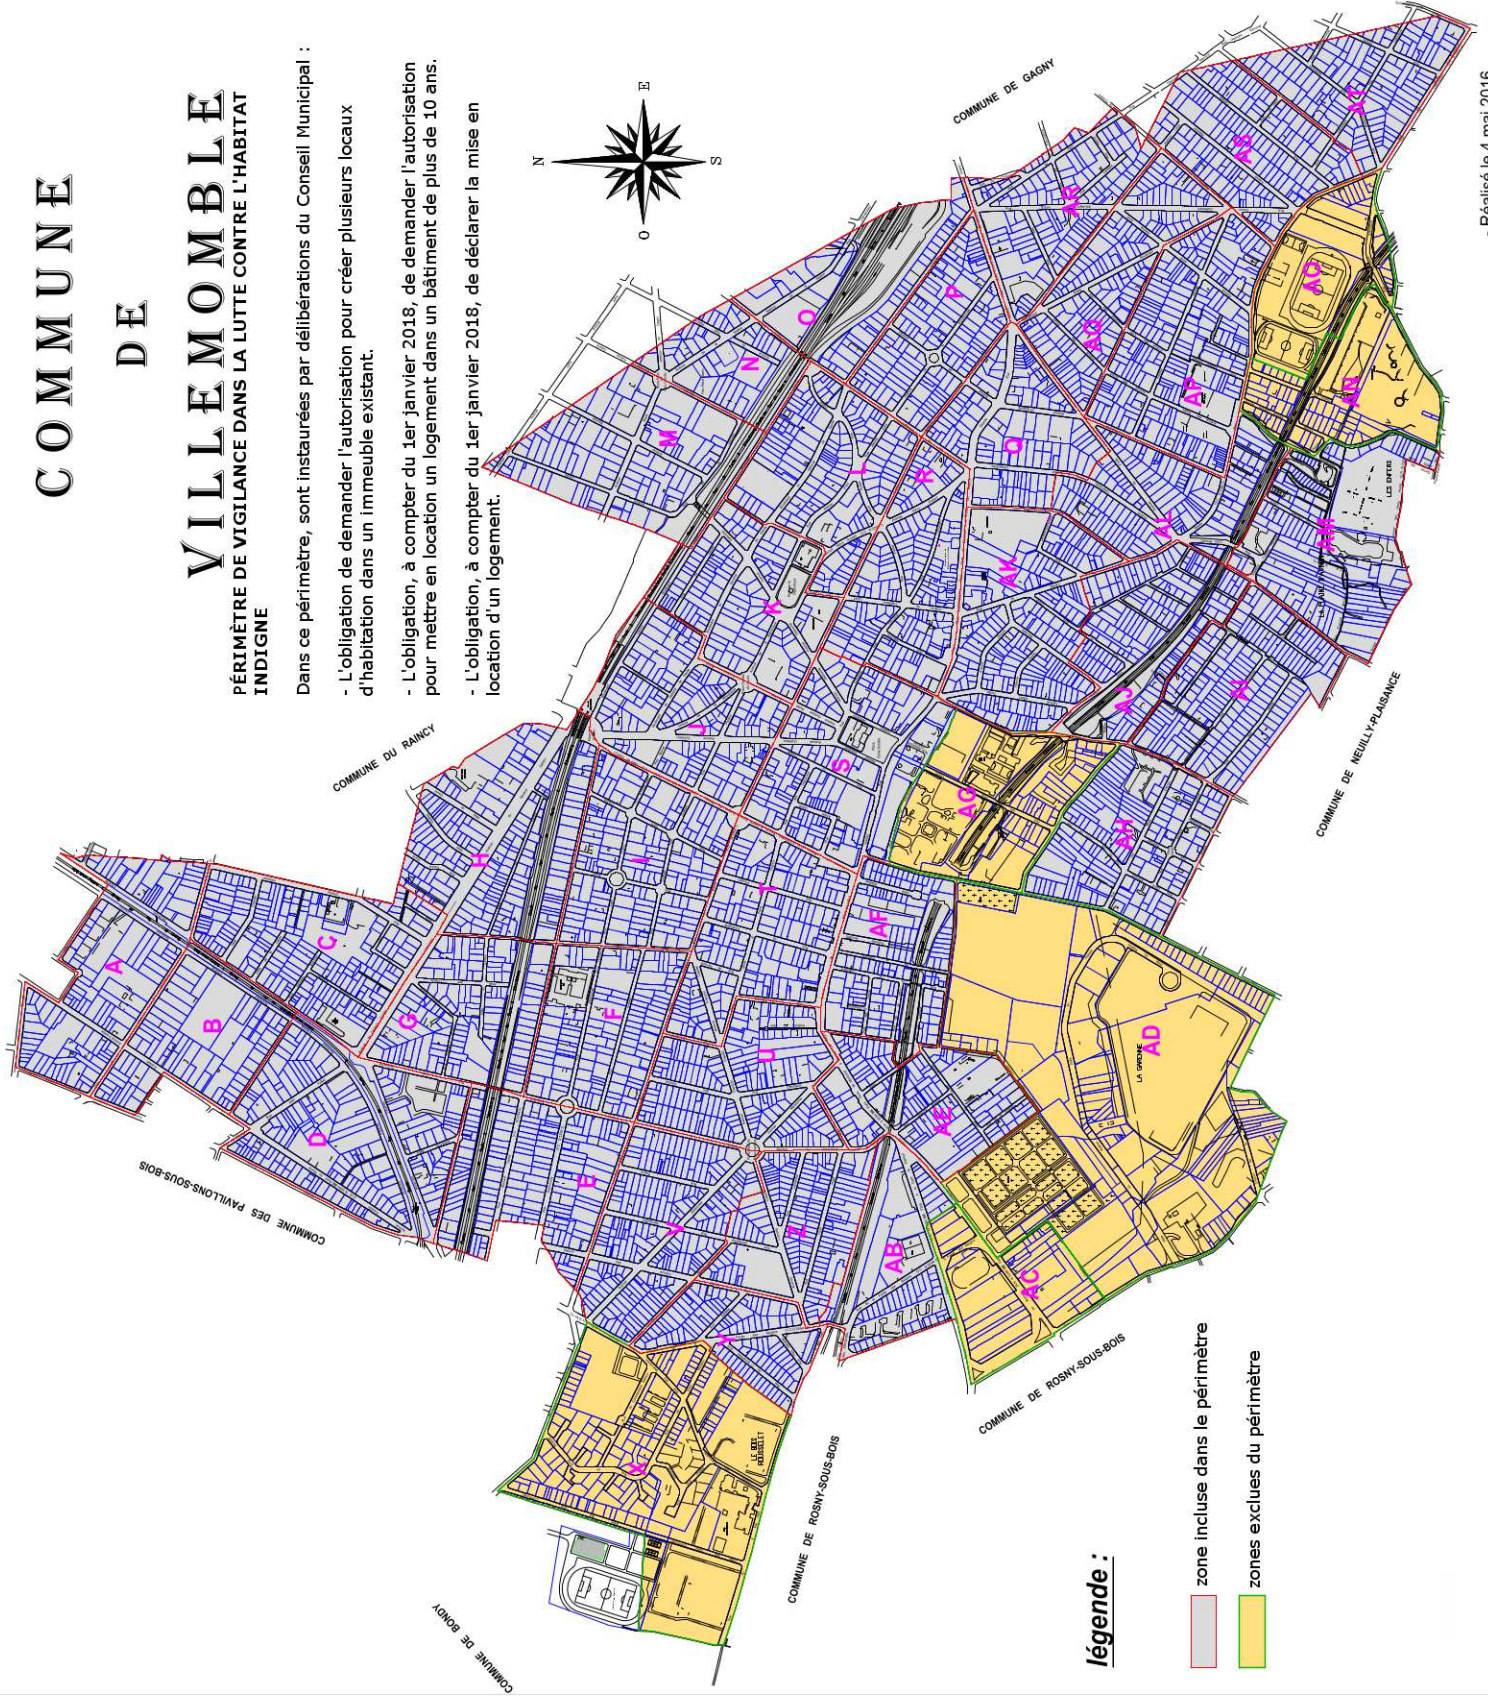 COMMUNE
DE
VILLEMOMBLE
PÉRIMÈTRE DE VIGILANCE DANS LA LUTTE CONTRE L'HABITAT
INDIGNE
Dans ce périmètre, sont instaurées par délibérations du Conseil Municipal :
- L'obligation de demander l'autorisation pour créer plusieurs locaux
d'habitation dans un immeuble existant.
- L'obligation, à compter du 1er janvier 2018, de demander l'autorisation
pour mettre en location un logement dans un bâtiment de plus de 10 ans.
- L'obligation, à compter du 1er janvier 2018, de déclarer la mise en
location d'un logement.
N
O
E
S
COMMUNE DES PAVILLONS-SOUS-BOIS
COMMUNE DU RAINCY
COMMUNE DE GAGNY
COMMUNE DE BONDY
COMMUNE DE ROSNY-SOUS-BOIS
COMMUNE DE ROSNY-SOUS-BOIS
COMMUNE DE NEUILLY-PLAISANCE
A
B
C
D
G
H
F
E
I
J
K
L
M
N
O
P
R
Q
S
T
U
V
Z
Y
X
LE BOIS
ROUSSELET
AB
AC
AD
LA GARENNE
AE
AF
AG
AH
AI
AJ
AK
AL
AM
LES ENFERS
AN
AO
AP
AQ
AR
AS
AT
légende :
zone incluse dans le périmètre
zones exclues du périmètre
- Réalisé le 4 mai 2016